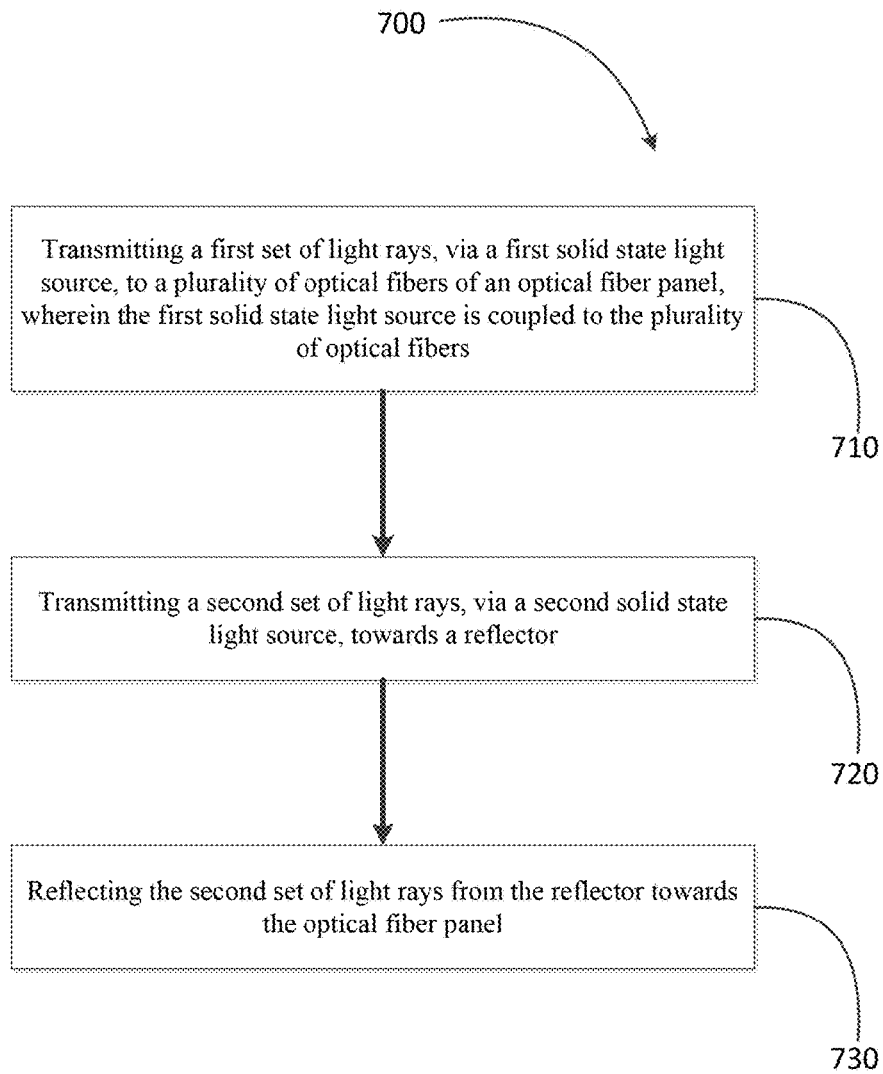 700
Transmitting a first set of light rays, via a first solid state light
source, to a plurality of optical fibers of an optical fiber panel,
wherein the first solid state light source is coupled to the plurality
of optical fibers
710
Transmitting a second set of light rays, via a second solid state
light source, towards a reflector
720
Reflecting the second set of light rays from the reflector towards
the optical fiber panel
730